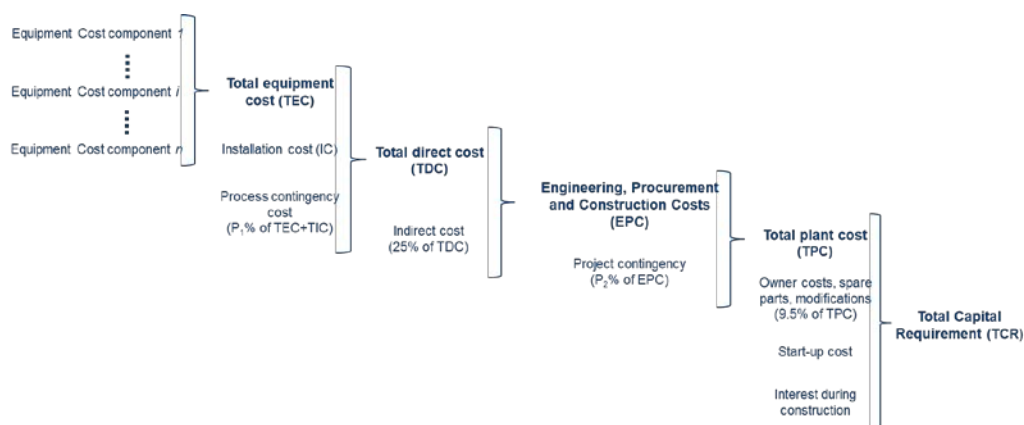 Equipment Cost component 1
Equipment Cost component i
Equipment Cost component n
Total equipment
cost (TEC)
Installation cost (IC)
Process contingency
cost
(P1% of TEC+TIC)
Total direct cost
(TDC)
Indirect cost
(25% of TDC)
Engineering, Procurement
and Construction Costs
(EPC)
Project contingency
(P2% of EPC)
Total plant cost
(TPC)
Owner costs, spare
parts, modifications
(9.5% of TPC)
Start-up cost
Interest during
construction
Total Capital
Requirement (TCR)